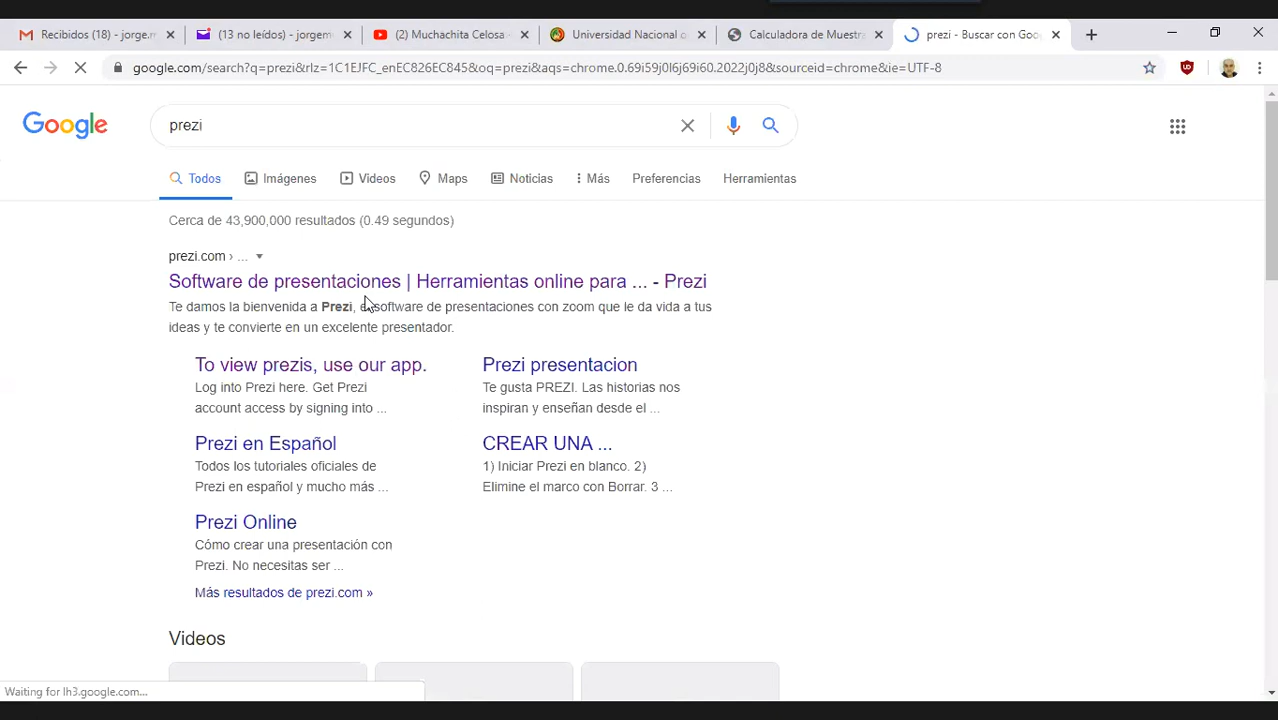 Recibidos (18) - jorge.m
(13 no leídos) - jorgem
(2) Muchachita Celosa
Universidad Nacional d
Calculadora de Muestra
prezi - Buscar con Goo
google.com/search?q=prezi&rlz=1C1EJFC_enEC826EC845&oq=prezi&aqs=chrome.0.69i59j0l6j69i60.2022j0j8&sourceid=chrome&ie=UTF-8
Google
prezi
Todos Imágenes Videos Maps Noticias Más Preferencias Herramientas
Cerca de 43,900,000 resultados (0.49 segundos)
prezi.com › ...
Software de presentaciones | Herramientas online para ... - Prezi
Te damos la bienvenida a Prezi, software de presentaciones con zoom que le da vida a tus
ideas y te convierte en un excelente presentador.
To view prezis, use our app.
Log into Prezi here. Get Prezi
account access by signing into ...
Prezi presentacion
Te gusta PREZI. Las historias nos
inspiran y enseñan desde el ...
Prezi en Español
Todos los tutoriales oficiales de
Prezi en español y mucho más ...
CREAR UNA ...
1) Iniciar Prezi en blanco. 2)
Elimine el marco con Borrar. 3 ...
Prezi Online
Cómo crear una presentación con
Prezi. No necesitas ser ...
Más resultados de prezi.com »
Videos
Waiting for lh3.google.com...